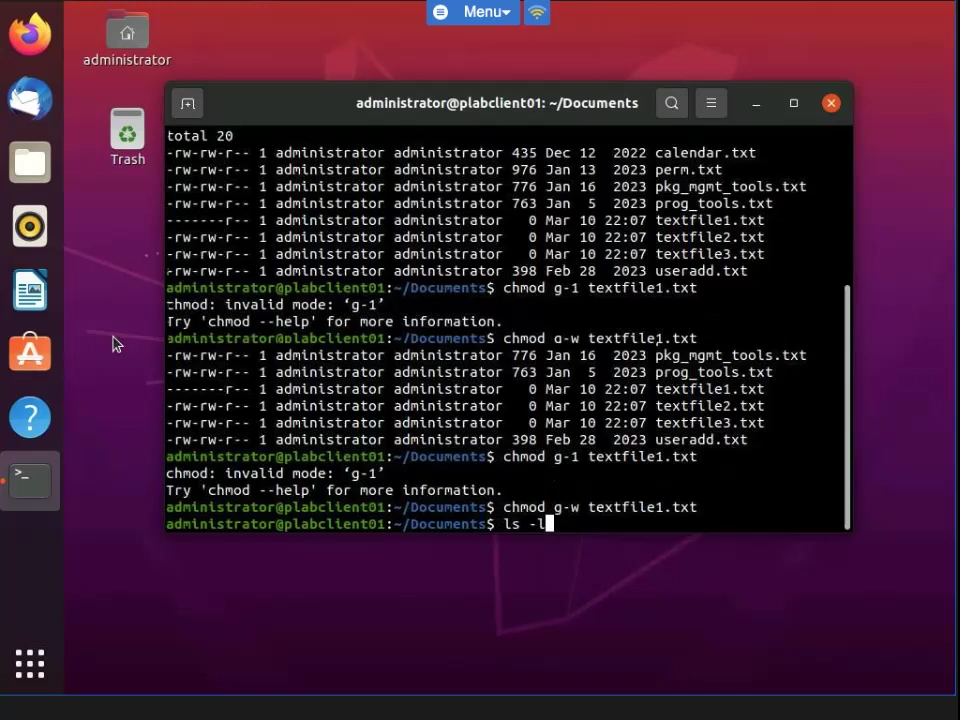 Menu
administrator
Trash
administrator@plabclient01: ~/Documents
total 20
-rw-rw-r-- 1 administrator administrator 435 Dec 12  2022 calendar.txt
-rw-rw-r-- 1 administrator administrator 976 Jan 13  2023 perm.txt
-rw-rw-r-- 1 administrator administrator 776 Jan 16  2023 pkg_mgmt_tools.txt
-rw-rw-r-- 1 administrator administrator 763 Jan  5  2023 prog_tools.txt
-------r-- 1 administrator administrator   0 Mar 10 22:07 textfile1.txt
-rw-rw-r-- 1 administrator administrator   0 Mar 10 22:07 textfile2.txt
-rw-rw-r-- 1 administrator administrator   0 Mar 10 22:07 textfile3.txt
-rw-rw-r-- 1 administrator administrator 398 Feb 28  2023 useradd.txt
administrator@plabclient01:~/Documents$ chmod g-1 textfile1.txt
chmod: invalid mode: ‘g-1’
Try 'chmod --help' for more information.
administrator@plabclient01:~/Documents$ chmod g-w textfile1.txt
-rw-rw-r-- 1 administrator administrator 776 Jan 16  2023 pkg_mgmt_tools.txt
-rw-rw-r-- 1 administrator administrator 763 Jan  5  2023 prog_tools.txt
-------r-- 1 administrator administrator   0 Mar 10 22:07 textfile1.txt
-rw-rw-r-- 1 administrator administrator   0 Mar 10 22:07 textfile2.txt
-rw-rw-r-- 1 administrator administrator   0 Mar 10 22:07 textfile3.txt
-rw-rw-r-- 1 administrator administrator 398 Feb 28  2023 useradd.txt
administrator@plabclient01:~/Documents$ chmod g-1 textfile1.txt
chmod: invalid mode: ‘g-1’
Try 'chmod --help' for more information.
administrator@plabclient01:~/Documents$ chmod g-w textfile1.txt
administrator@plabclient01:~/Documents$ ls -l